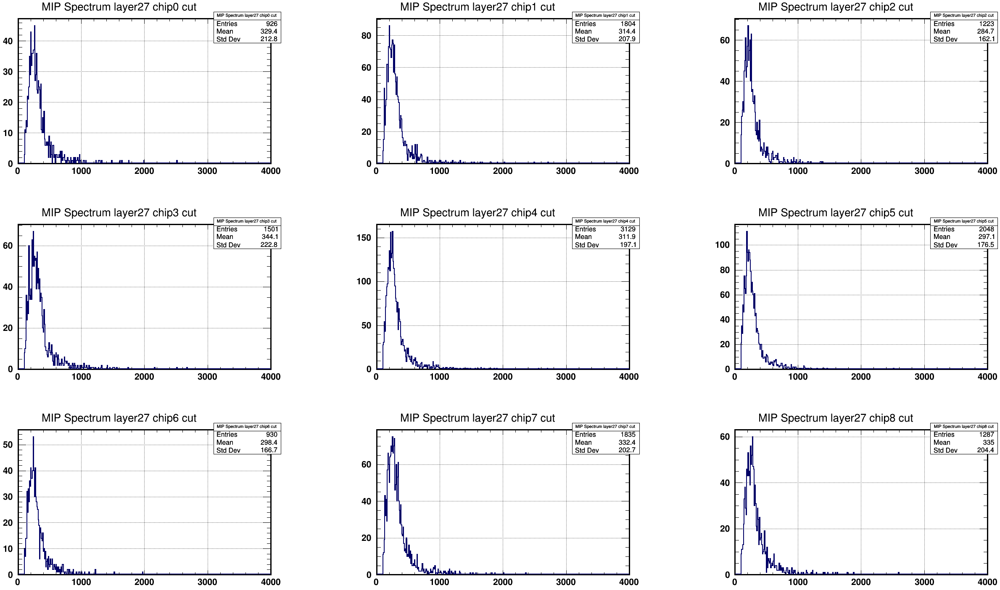 MIP Spectrum layer27 chip0 cut
MIP Spectrum layer27 chip0 cut
Entries 926
Mean 329.4
Std Dev 212.8
40
30
20
10
0
0 1000 2000 3000 4000
MIP Spectrum layer27 chip1 cut
MIP Spectrum layer27 chip1 cut
Entries 1804
Mean 314.4
Std Dev 207.9
80
60
40
20
0
0 1000 2000 3000 4000
MIP Spectrum layer27 chip2 cut
MIP Spectrum layer27 chip2 cut
Entries 1223
Mean 284.7
Std Dev 162.1
60
40
20
0
0 1000 2000 3000 4000
MIP Spectrum layer27 chip3 cut
MIP Spectrum layer27 chip3 cut
Entries 1501
Mean 344.1
Std Dev 222.8
60
40
20
0
0 1000 2000 3000 4000
MIP Spectrum layer27 chip4 cut
MIP Spectrum layer27 chip4 cut
Entries 3129
Mean 311.9
Std Dev 197.1
150
100
50
0
0 1000 2000 3000 4000
MIP Spectrum layer27 chip5 cut
MIP Spectrum layer27 chip5 cut
Entries 2048
Mean 297.1
Std Dev 176.5
100
80
60
40
20
0
0 1000 2000 3000 4000
MIP Spectrum layer27 chip6 cut
MIP Spectrum layer27 chip6 cut
Entries 930
Mean 298.4
Std Dev 166.7
50
40
30
20
10
0
0 1000 2000 3000 4000
MIP Spectrum layer27 chip7 cut
MIP Spectrum layer27 chip7 cut
Entries 1835
Mean 332.4
Std Dev 202.7
60
40
20
0
0 1000 2000 3000 4000
MIP Spectrum layer27 chip8 cut
MIP Spectrum layer27 chip8 cut
Entries 1287
Mean 335
Std Dev 204.4
60
40
20
0
0 1000 2000 3000 4000